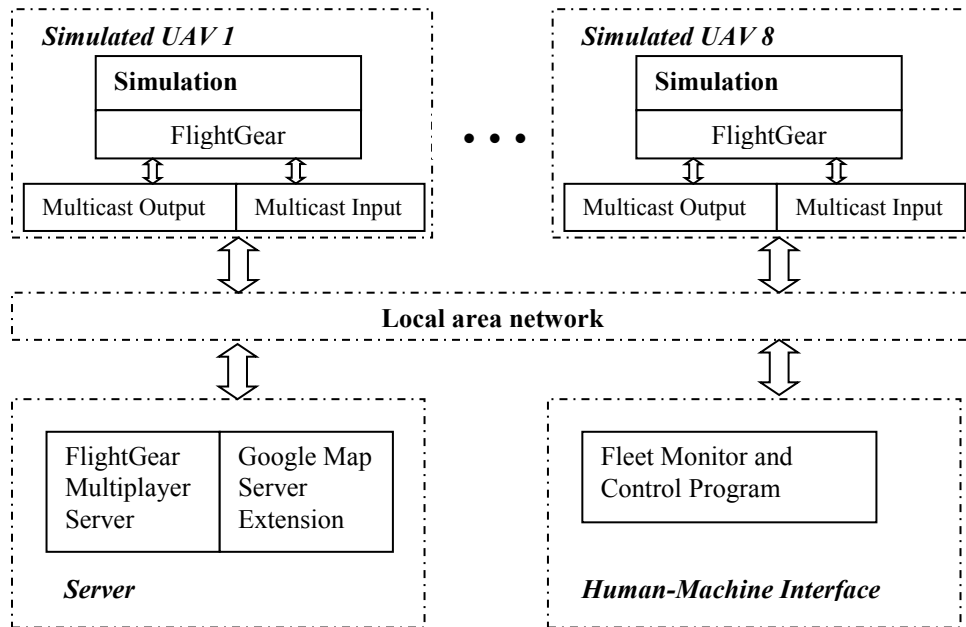 Simulated UAV 1
Simulation
FlightGear
Multicast Output
Multicast Input
• • •
Simulated UAV 8
Simulation
FlightGear
Multicast Output
Multicast Input
Local area network
FlightGear
Multiplayer
Server
Google Map
Server
Extension
Server
Fleet Monitor and
Control Program
Human-Machine Interface